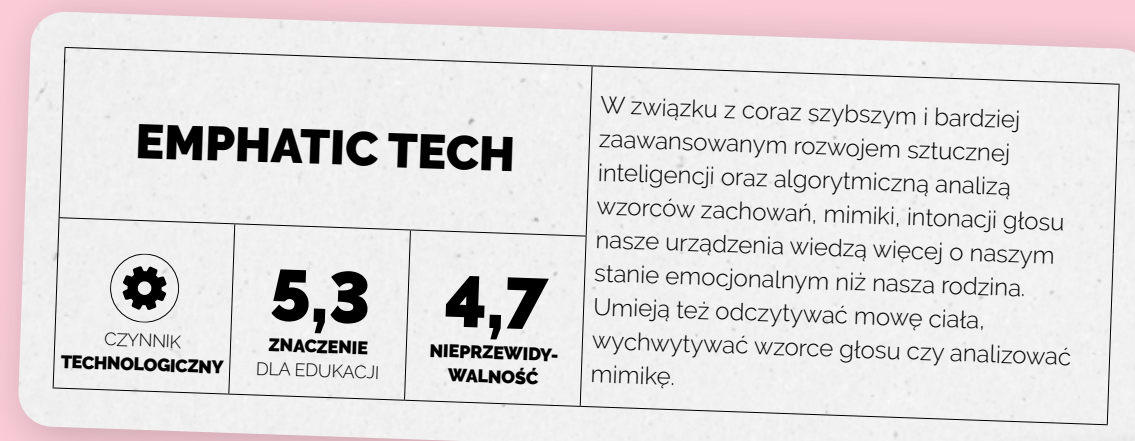 EMPHATIC TECH
CZYNNIK
TECHNOLOGICZNY
5,3
ZNACZENIE
DLA EDUKACJI
4,7
NIEPRZEWIDY-
WALNOŚĆ
W związku z coraz szybszym i bardziej
zaawansowanym rozwojem sztucznej
inteligencji oraz algorytmiczną analizą
wzorców zachowań, mimiki, intonacji głosu
nasze urządzenia wiedzą więcej o naszym
stanie emocjonalnym niż nasza rodzina.
Umieją też odczytywać mowę ciała,
wychwytywać wzorce głosu czy analizować
mimikę.